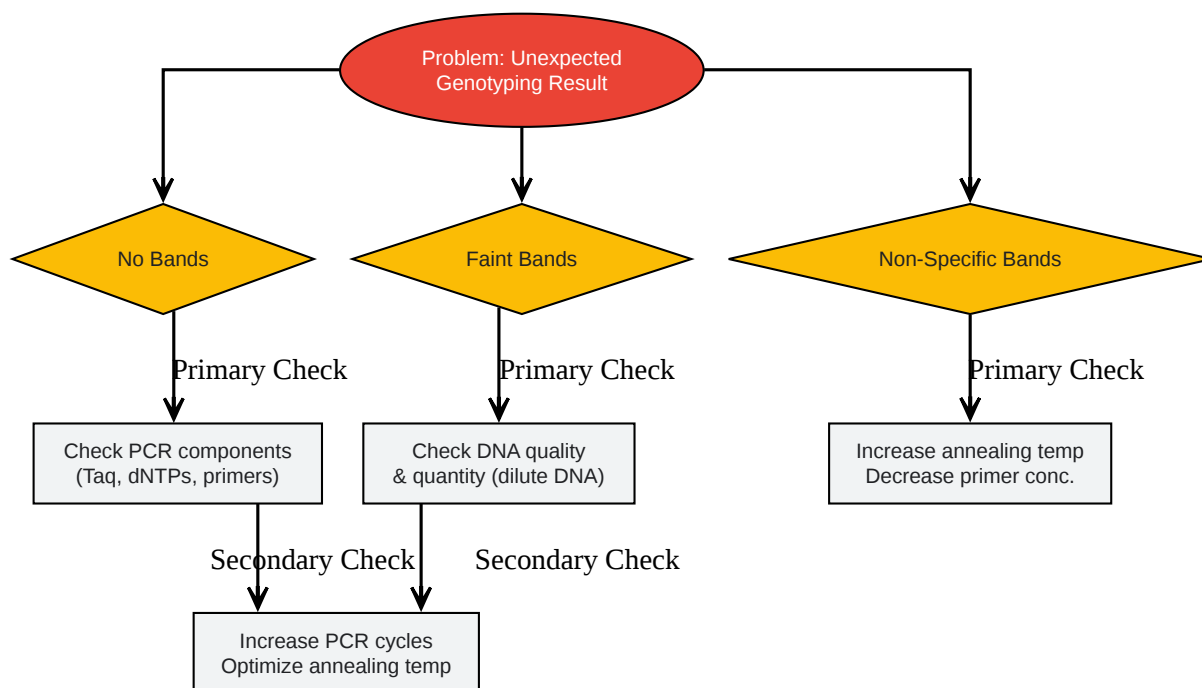 Problem: Unexpected
Genotyping Result
No Bands
Faint Bands
Non-Specific Bands
Primary Check
Primary Check
Primary Check
Check PCR components
(Taq, dNTPs, primers)
Check DNA quality
& quantity (dilute DNA)
Increase annealing temp
Decrease primer conc.
Secondary Check
Secondary Check
Increase PCR cycles
Optimize annealing temp